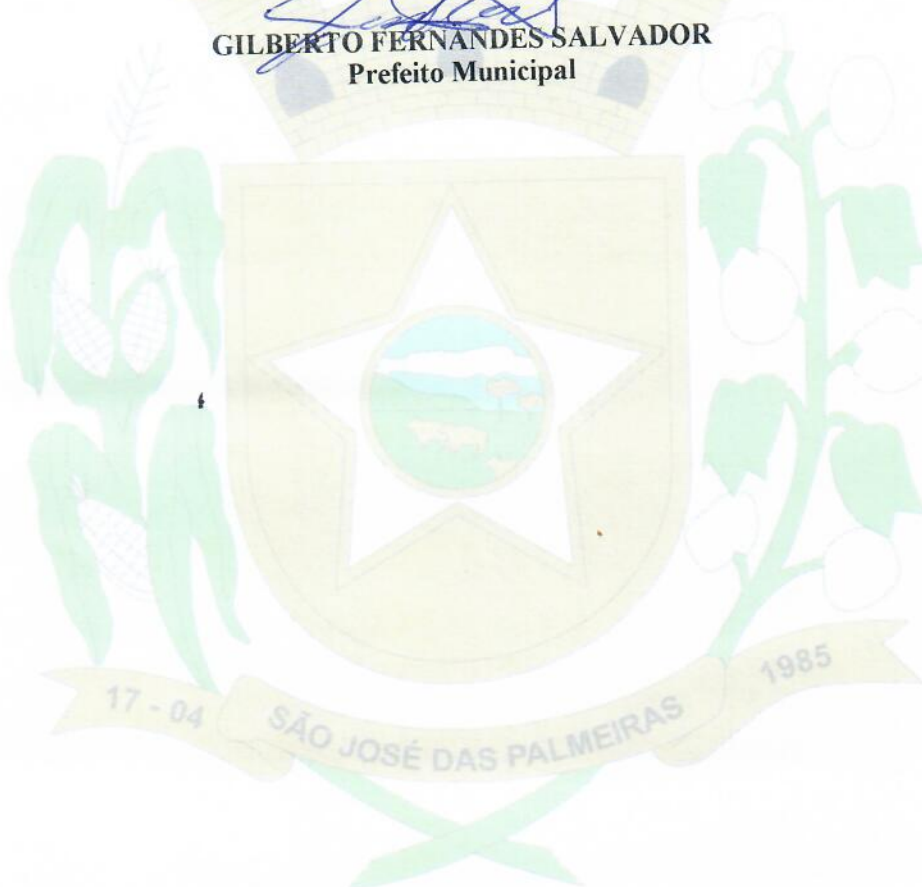 GILBERTO FERNANDES SALVADOR
Prefeito Municipal
17 - 04
SÃO JOSÉ DAS PALMEIRAS
1985